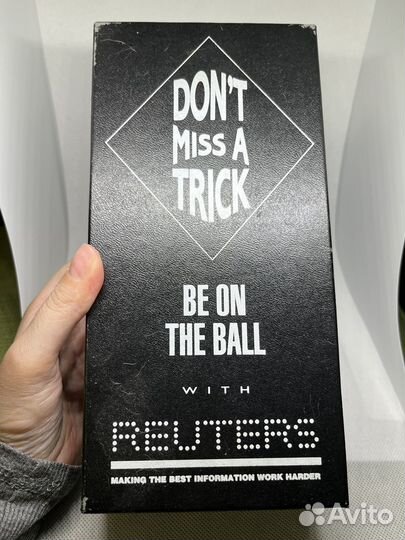 DON'T
MISS A
TRICK
BE ON
THE BALL
WITH
REUTERS
MAKING THE BEST INFORMATION WORK HARDER
Avito